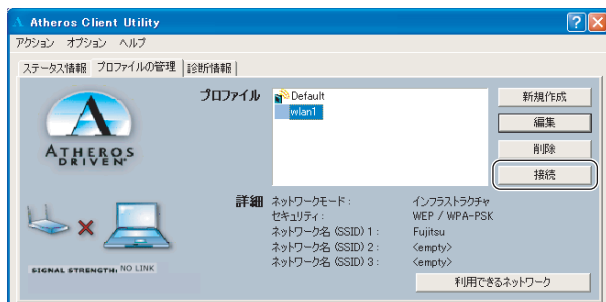 Atheros Client Utility
アクション オプション ヘルプ
ステータス情報 プロファイルの管理 診断情報
プロファイル
Default
wlan1
新規作成
編集
削除
接続
ATHEROS
DRIVEN
詳細
ネットワークモード : インフラストラクチャ
セキュリティ : WEP / WPA-PSK
ネットワーク名 (SSID) 1 : Fujitsu
ネットワーク名 (SSID) 2 : <empty>
ネットワーク名 (SSID) 3 : <empty>
SIGNAL STRENGTH: NO LINK
利用できるネットワーク